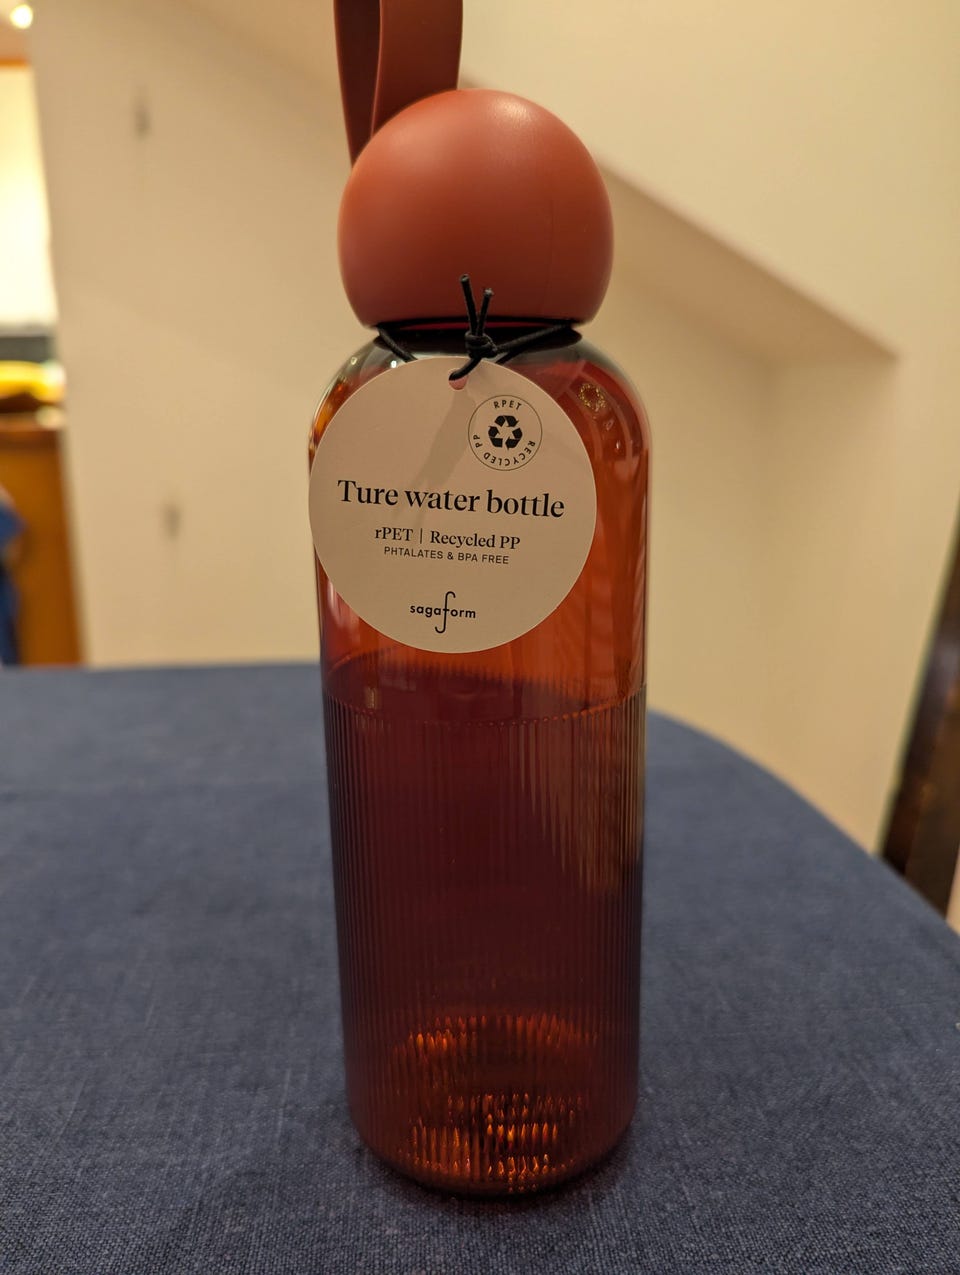 RPET
RECYCLED PP
Ture water bottle
rPET | Recycled PP
PHTALATES & BPA FREE
sagaform